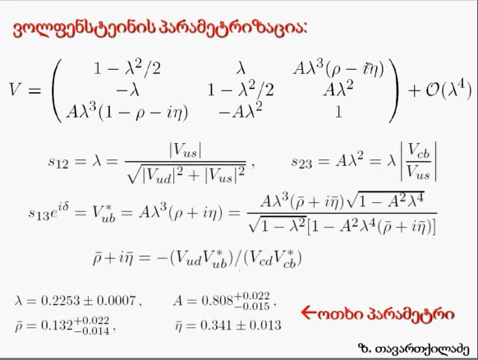 ვოლფენსტეინის პარამეტრიზაცია:
V = ( 1 − λ²/2 λ Aλ³(ρ − iη)
−λ 1 − λ²/2 Aλ²
Aλ³(1 − ρ − iη) −Aλ² 1 ) + O(λ⁴)
s₁₂ = λ = |V_us| / √(|V_ud|² + |V_us|²) , s₂₃ = Aλ² = λ |V_cb / V_us|
s₁₃e^{iδ} = V*_ub = Aλ³(ρ + iη) = Aλ³(ρ̄ + iη̄)√(1 − A²λ⁴) / √(1 − λ²)[1 − A²λ⁴(ρ̄ + iη̄)]
ρ̄ + iη̄ = −(V_ud V*_ub)/(V_cd V*_cb)
λ = 0.2253 ± 0.0007 , A = 0.808^{+0.022}_{−0.015} ,
ρ̄ = 0.132^{+0.022}_{−0.014} , η̄ = 0.341 ± 0.013
←ოთხი პარამეტრი
ზ. თავართქილაძე